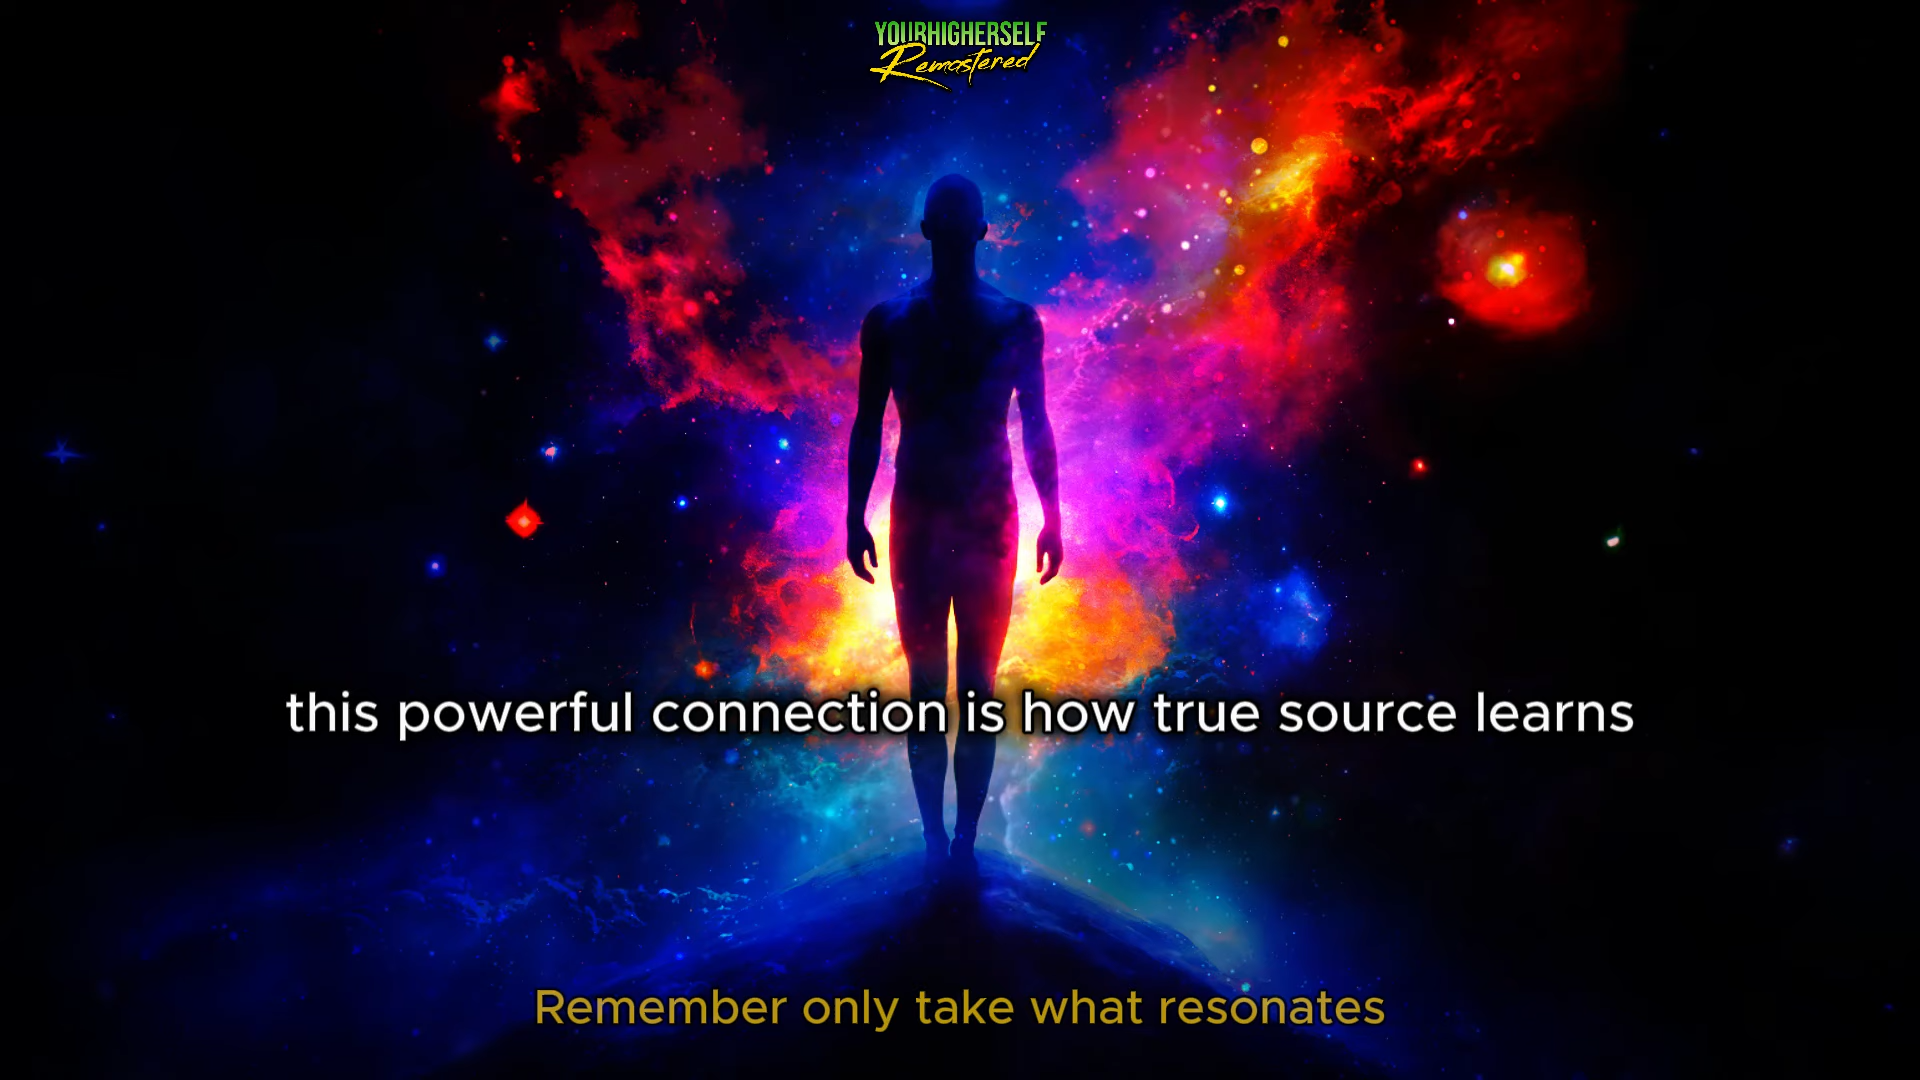 YOURHIGHERSELF
Remastered
this powerful connection is how true source learns
Remember only take what resonates